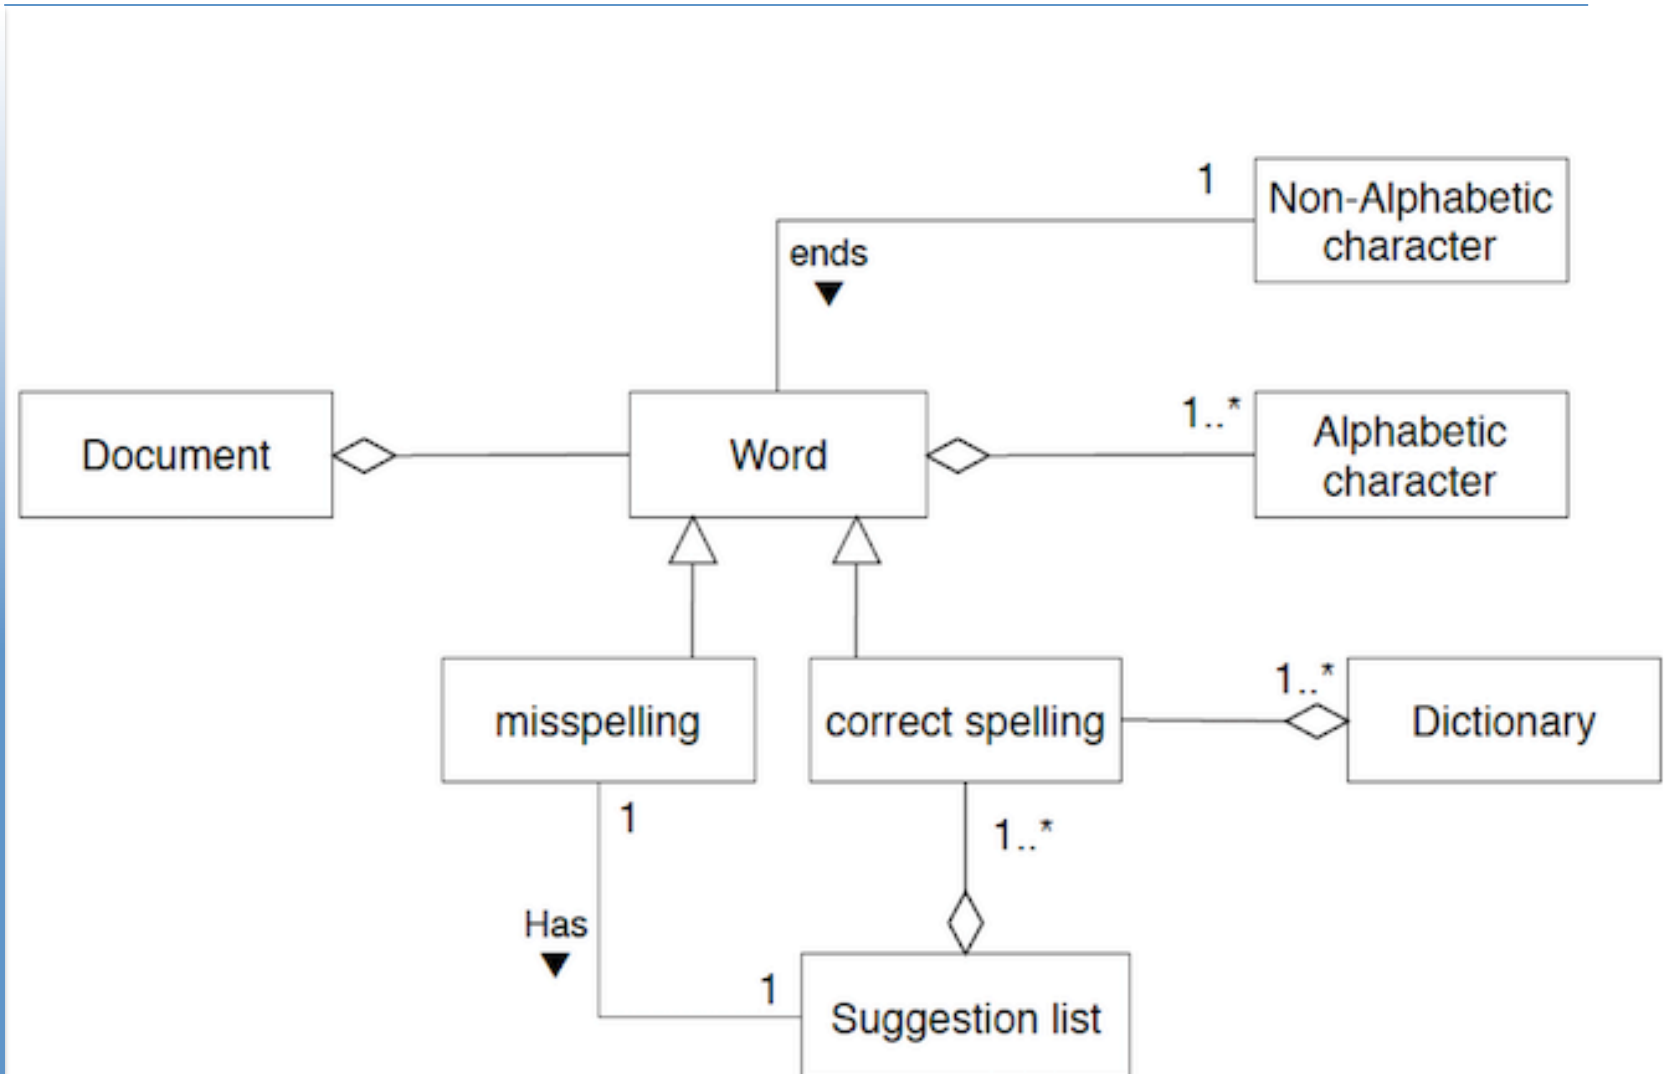 1
Non-Alphabetic
character
ends
Document
Word
1..*
Alphabetic
character
misspelling
correct spelling
1..*
Dictionary
1
1..*
Has
1
Suggestion list